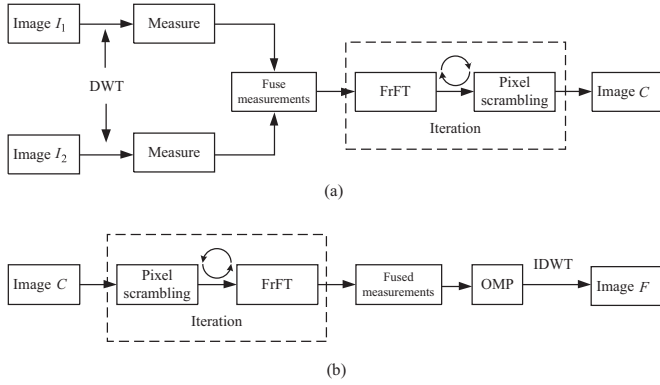 Image I1
Measure
DWT
Fuse
measurements
FrFT
Pixel
scrambling
Iteration
Image C
Image I2
Measure
(a)
Image C
Pixel
scrambling
FrFT
Iteration
Fused
measurements
OMP
IDWT
Image F
(b)